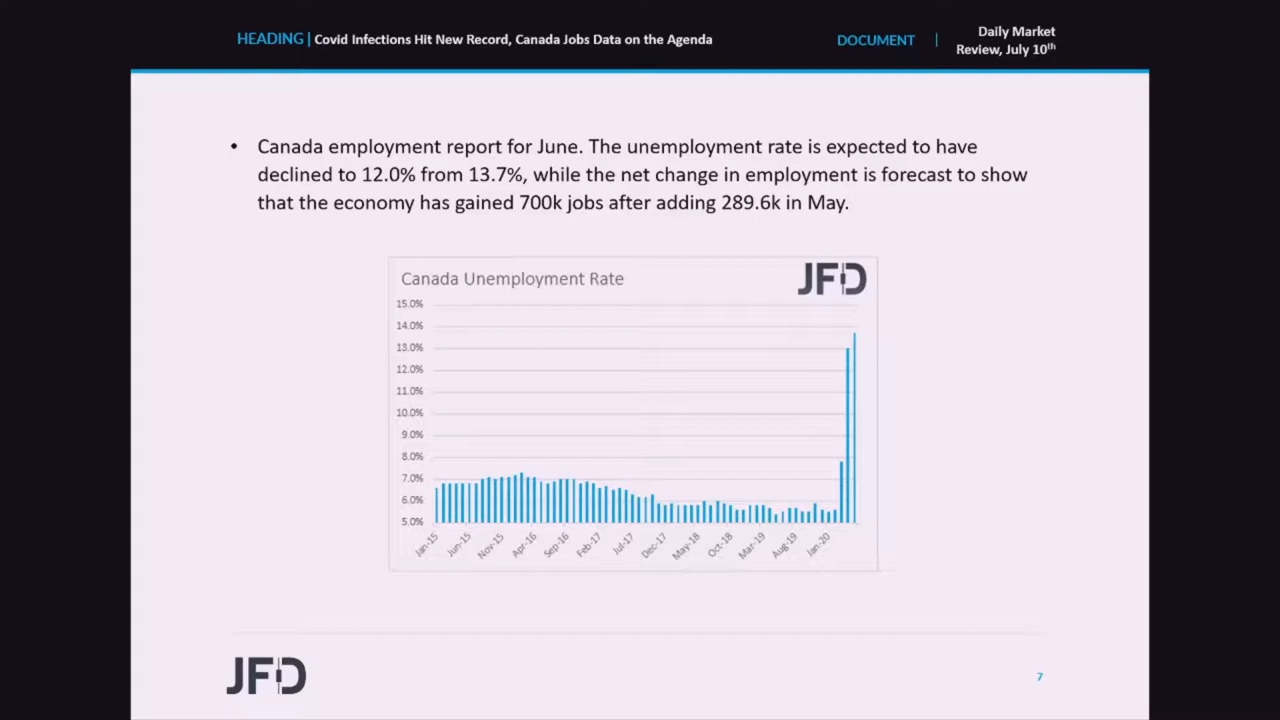 HEADING | Covid Infections Hit New Record, Canada Jobs Data on the Agenda
DOCUMENT |
Daily Market
Review, July 10th
• Canada employment report for June. The unemployment rate is expected to have
declined to 12.0% from 13.7%, while the net change in employment is forecast to show
that the economy has gained 700k jobs after adding 289.6k in May.
Canada Unemployment Rate
JFD
15.0%
14.0%
13.0%
12.0%
11.0%
10.0%
9.0%
8.0%
7.0%
6.0%
5.0%
Jan-15
Jun-15
Nov-15
Apr-16
Sep-16
Feb-17
Jul-17
Dec-17
May-18
Oct-18
Mar-19
Aug-19
Jan-20
JFD
7